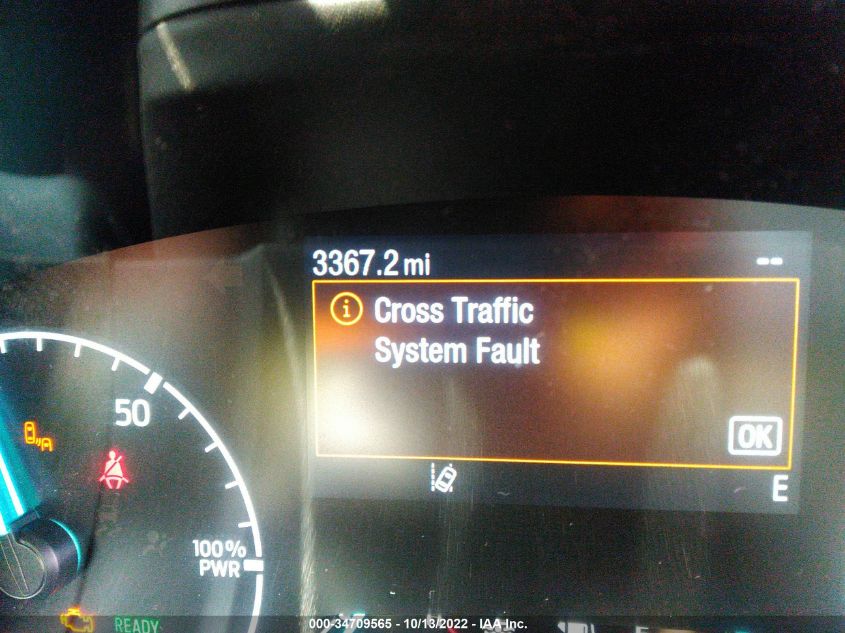 3367.2 mi --
Cross Traffic
System Fault
OK
E
50
100%
PWR
READY
000-34709565 - 10/13/2022 - IAA Inc.